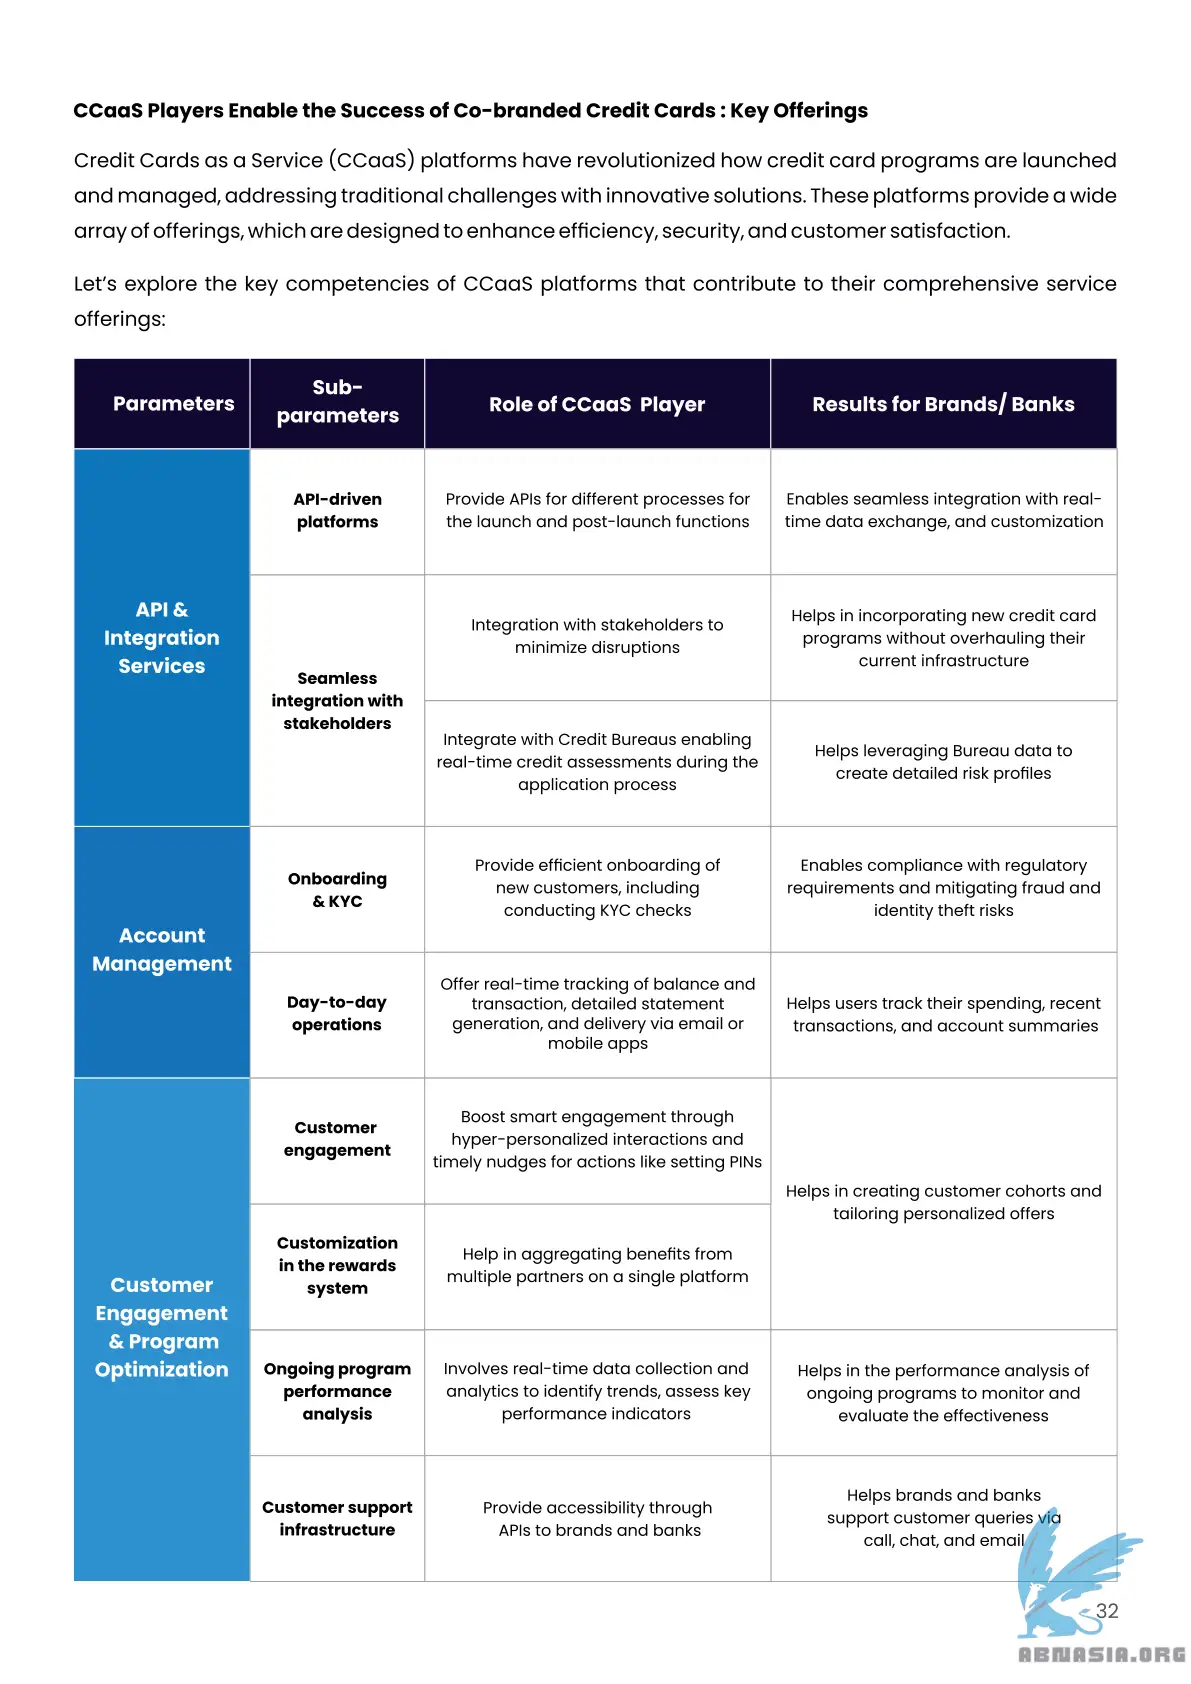 CCaaS Players Enable the Success of Co-branded Credit Cards : Key Offerings
Credit Cards as a Service (CCaaS) platforms have revolutionized how credit card programs are launched
and managed, addressing traditional challenges with innovative solutions. These platforms provide a wide
array of offerings, which are designed to enhance efficiency, security, and customer satisfaction.
Let's explore the key competencies of CCaaS platforms that contribute to their comprehensive service
offerings:
Parameters
Sub-
parameters
Role of CCaaS Player
Results for Brands/ Banks
API &
Integration
Services
API-driven
platforms
Provide APIs for different processes for
the launch and post-launch functions
Enables seamless integration with real-
time data exchange, and customization
Seamless
integration with
stakeholders
Integration with stakeholders to
minimize disruptions
Helps in incorporating new credit card
programs without overhauling their
current infrastructure
Integrate with Credit Bureaus enabling
real-time credit assessments during the
application process
Helps leveraging Bureau data to
create detailed risk profiles
Account
Management
Onboarding
& KYC
Provide efficient onboarding of
new customers, including
conducting KYC checks
Enables compliance with regulatory
requirements and mitigating fraud and
identity theft risks
Day-to-day
operations
Offer real-time tracking of balance and
transaction, detailed statement
generation, and delivery via email or
mobile apps
Helps users track their spending, recent
transactions, and account summaries
Customer
Engagement
& Program
Optimization
Customer
engagement
Boost smart engagement through
hyper-personalized interactions and
timely nudges for actions like setting PINs
Helps in creating customer cohorts and
tailoring personalized offers
Customization
in the rewards
system
Help in aggregating benefits from
multiple partners on a single platform
Ongoing program
performance
analysis
Involves real-time data collection and
analytics to identify trends, assess key
performance indicators
Helps in the performance analysis of
ongoing programs to monitor and
evaluate the effectiveness
Customer support
infrastructure
Provide accessibility through
APIs to brands and banks
Helps brands and banks
support customer queries via
call, chat, and email
32
ABNASIA.ORG